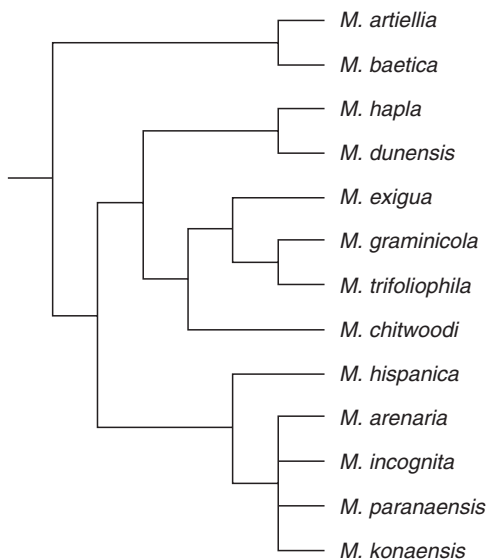 M. artiellia
M. baetica
M. hapla
M. dunensis
M. exigua
M. graminicola
M. trifoliophila
M. chitwoodi
M. hispanica
M. arenaria
M. incognita
M. paranaensis
M. konaensis